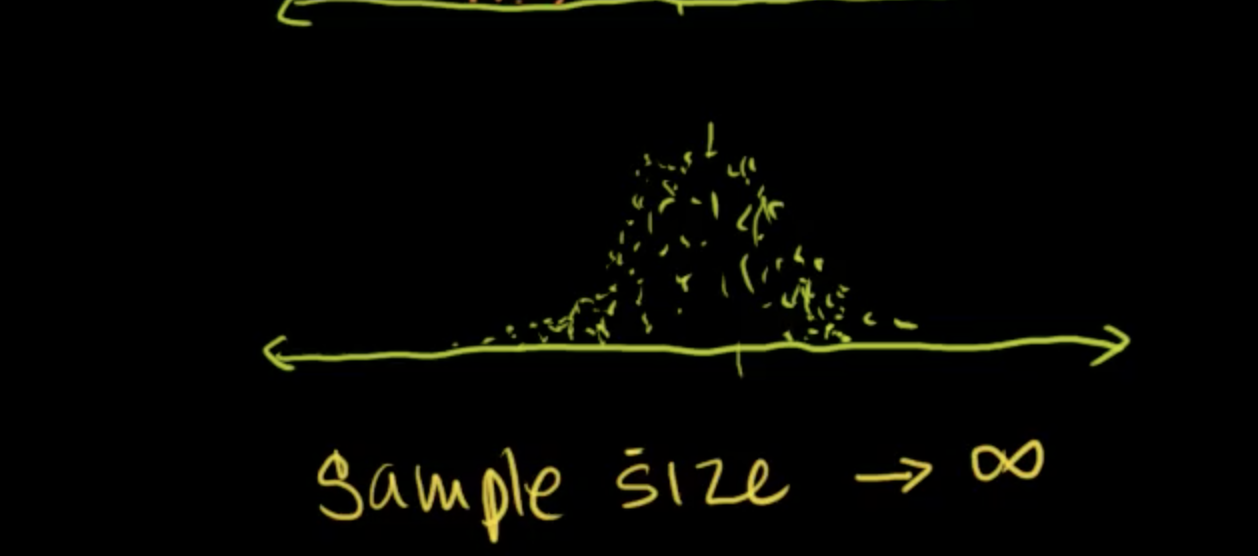 Sample size → ∞